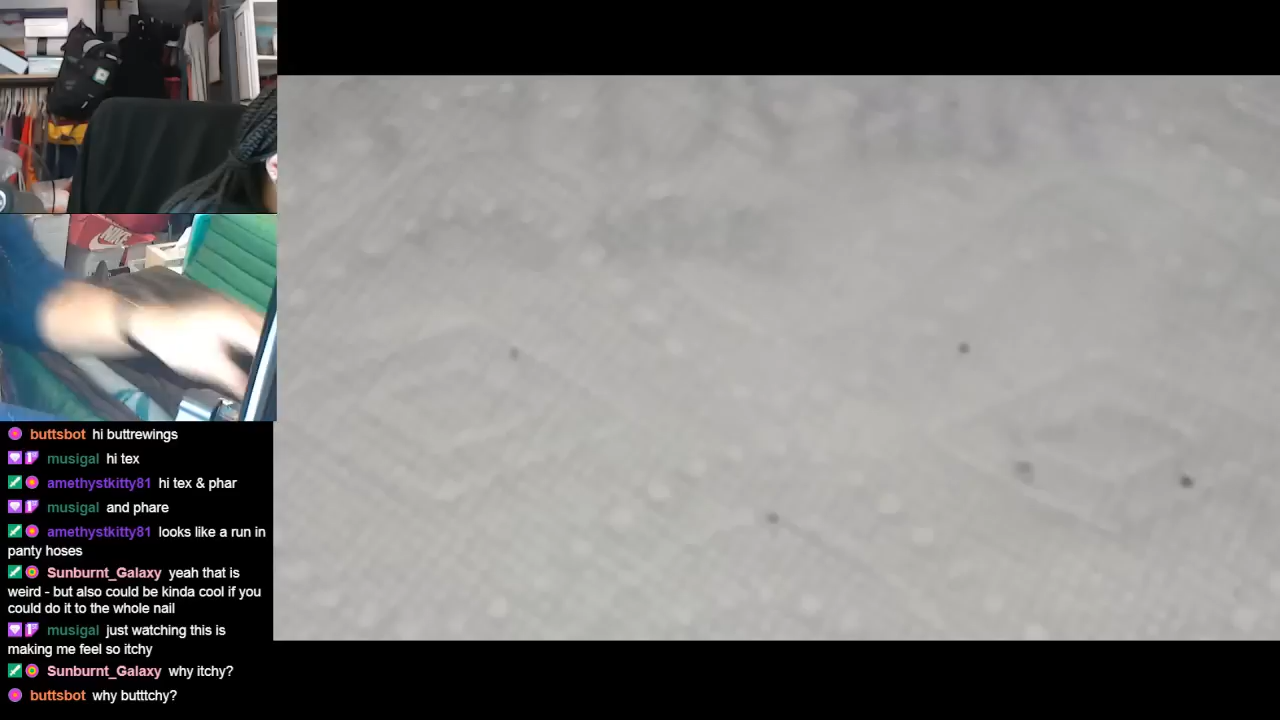 NIKE
buttsbot hi buttrewings
musigal hi tex
amethystkitty81 hi tex & phar
musigal and phare
amethystkitty81 looks like a run in
panty hoses
Sunburnt_Galaxy yeah that is
weird - but also could be kinda cool if you
could do it to the whole nail
musigal just watching this is
making me feel so itchy
Sunburnt_Galaxy why itchy?
buttsbot why butttchy?